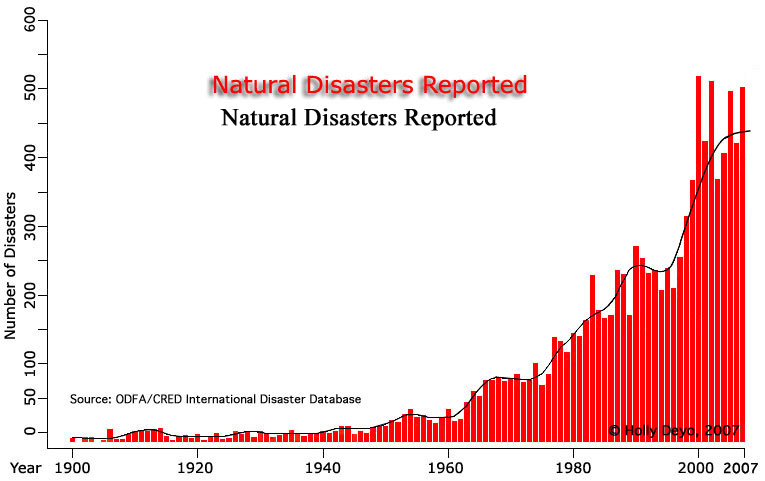 600
500
400
300
200
100
50
0
Number of Disasters
Natural Disasters Reported
Natural Disasters Reported
Source: ODFA/CRED International Disaster Database
© Holly Deyo, 2007
Year 1900 1920 1940 1960 1980 2000 2007